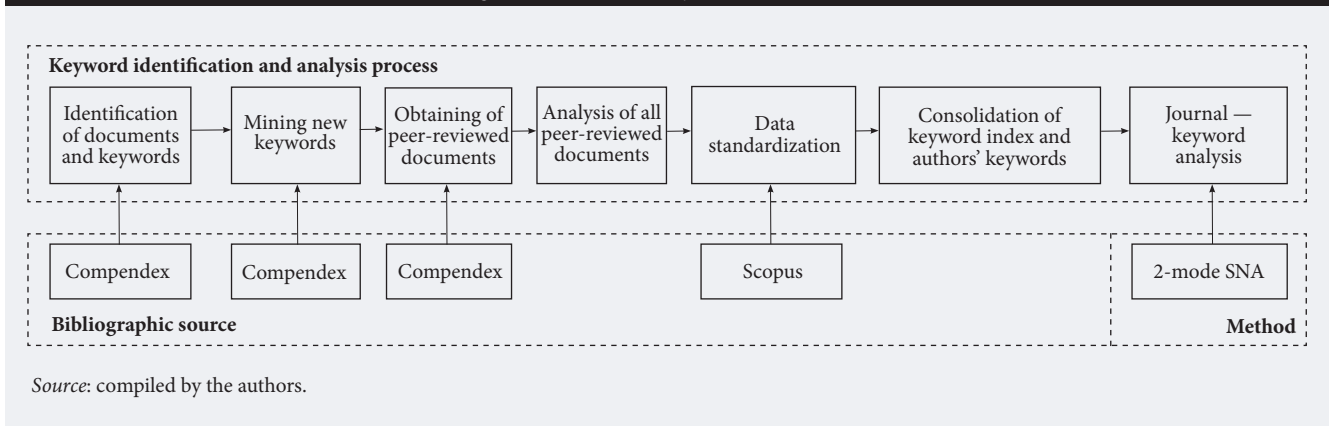 Keyword identification and analysis process
Identification
of documents
and keywords
Mining new
keywords
Obtaining of
peer-reviewed
documents
Analysis of all
peer-reviewed
documents
Data
standardization
Consolidation of
keyword index and
authors’ keywords
Journal —
keyword
analysis
Compendex
Compendex
Compendex
Scopus
2-mode SNA
Bibliographic source
Method
Source: compiled by the authors.